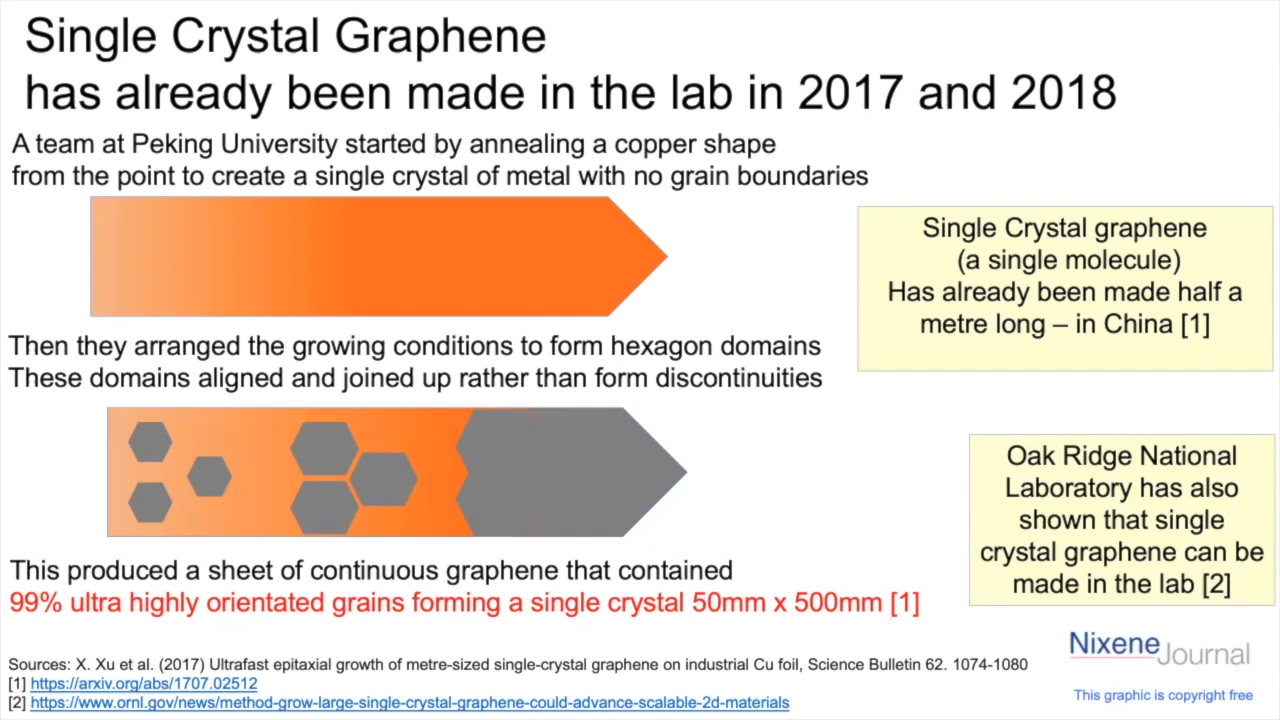 Single Crystal Graphene
has already been made in the lab in 2017 and 2018
A team at Peking University started by annealing a copper shape
from the point to create a single crystal of metal with no grain boundaries
Single Crystal graphene
(a single molecule)
Has already been made half a
metre long – in China [1]
Then they arranged the growing conditions to form hexagon domains
These domains aligned and joined up rather than form discontinuities
Oak Ridge National
Laboratory has also
shown that single
crystal graphene can be
made in the lab [2]
This produced a sheet of continuous graphene that contained
99% ultra highly orientated grains forming a single crystal 50mm x 500mm [1]
Nixene Journal
This graphic is copyright free
Sources: X. Xu et al. (2017) Ultrafast epitaxial growth of metre-sized single-crystal graphene on industrial Cu foil, Science Bulletin 62. 1074-1080
[1] https://arxiv.org/abs/1707.02512
[2] https://www.ornl.gov/news/method-grow-large-single-crystal-graphene-could-advance-scalable-2d-materials